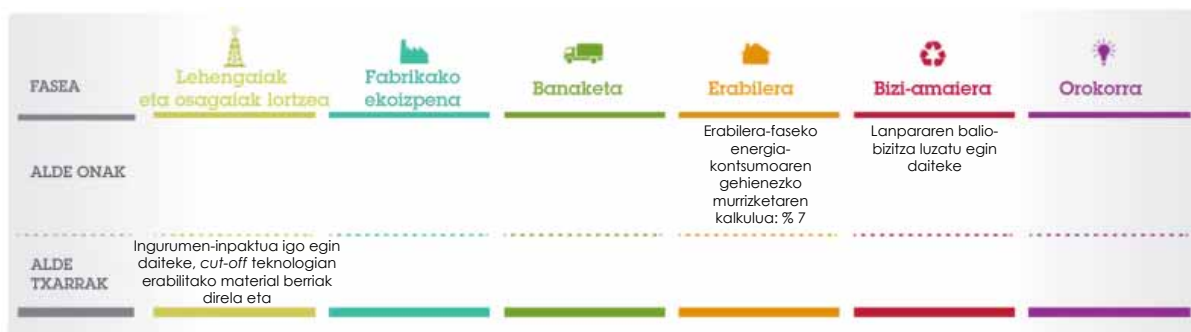 FASEA
Lehengaiak
eta osagaiak lortzea
Fabrikako
ekoizpena
Banaketa
Erabilera
Bizi-amaiera
Orokorra
ALDE ONAK
Erabilera-faseko
energia-
kontsumoaren
gehienezko
murrizketaren
kalkulua: % 7
Lanpararen balio-
bizitza luzatu egin
daiteke
ALDE
TXARRAK
Ingurumen-inpaktua igo egin
daiteke, cut-off teknologian
erabilitako material berriak
direla eta